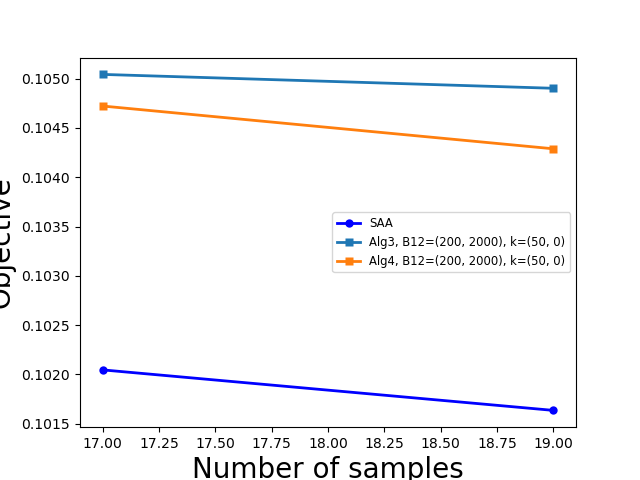 0.1050
0.1045
0.1040
0.1035
0.1030
0.1025
0.1020
0.1015
Objective
SAA
Alg3, B12=(200, 2000), k=(50, 0)
Alg4, B12=(200, 2000), k=(50, 0)
17.00 17.25 17.50 17.75 18.00 18.25 18.50 18.75 19.00
Number of samples